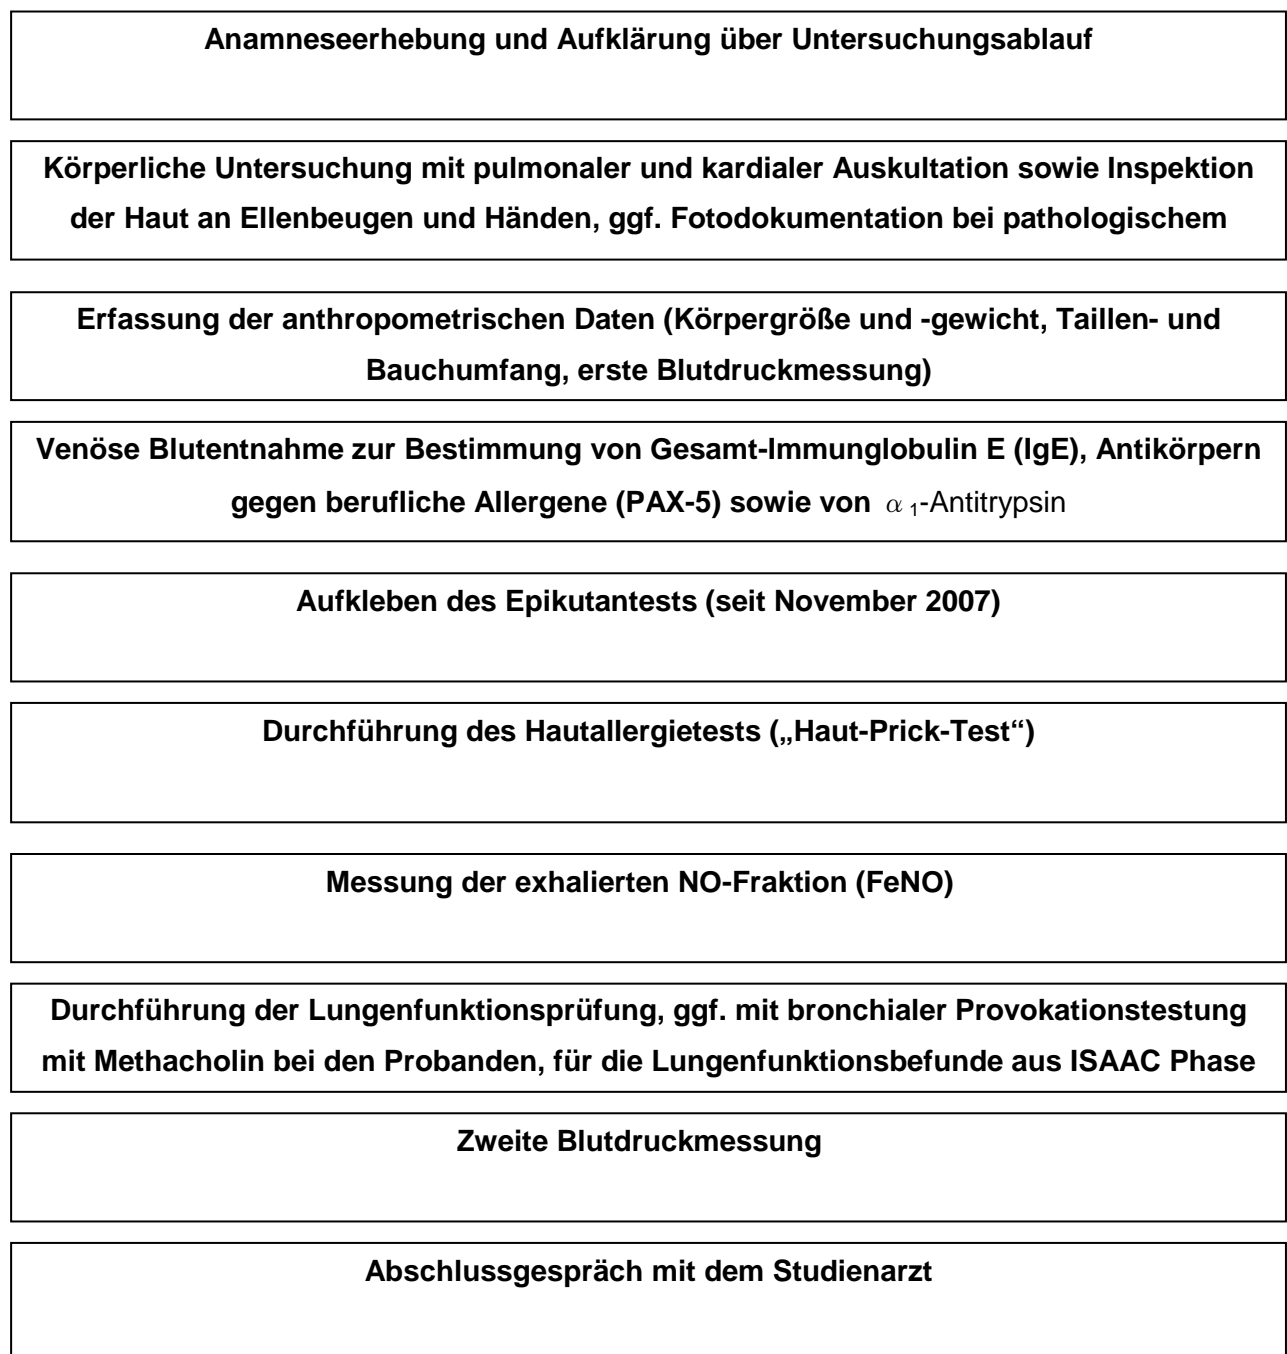 Anamneseerhebung und Aufklärung über Untersuchungsablauf
Körperliche Untersuchung mit pulmonaler und kardialer Auskultation sowie Inspektion
der Haut an Ellenbeugen und Händen, ggf. Fotodokumentation bei pathologischem
Erfassung der anthropometrischen Daten (Körpergröße und -gewicht, Taillen- und
Bauchumfang, erste Blutdruckmessung)
Venöse Blutentnahme zur Bestimmung von Gesamt-Immunglobulin E (IgE), Antikörpern
gegen berufliche Allergene (PAX-5) sowie von α₁-Antitrypsin
Aufkleben des Epikutantests (seit November 2007)
Durchführung des Hautallergietests („Haut-Prick-Test“)
Messung der exhalierten NO-Fraktion (FeNO)
Durchführung der Lungenfunktionsprüfung, ggf. mit bronchialer Provokationstestung
mit Methacholin bei den Probanden, für die Lungenfunktionsbefunde aus ISAAC Phase
Zweite Blutdruckmessung
Abschlussgespräch mit dem Studienarzt